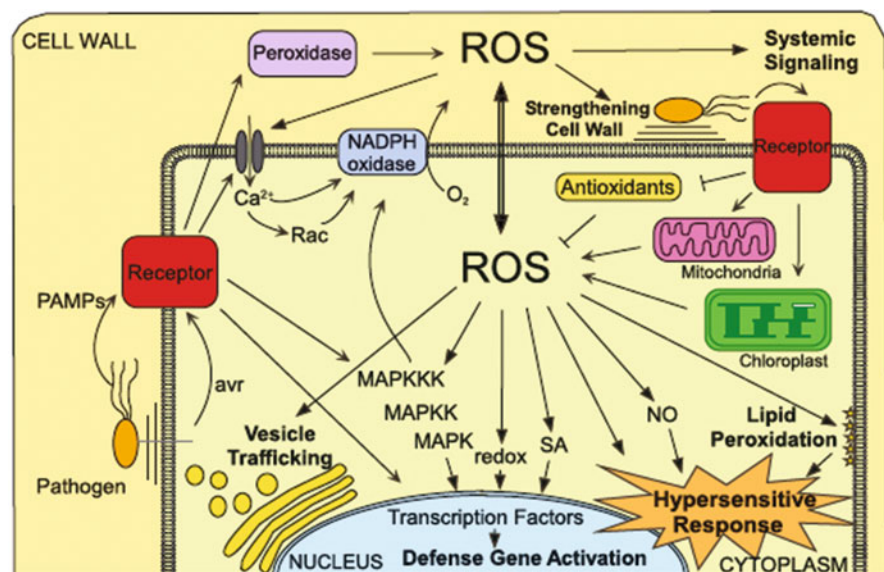 CELL WALL
Peroxidase
ROS
Systemic
Signaling
Strengthening
Cell Wall
Receptor
NADPH
oxidase
Ca2+
O2
Antioxidants
Rac
Mitochondria
Receptor
ROS
PAMPs
Chloroplast
avr
MAPKKK
MAPKK
MAPK
redox
SA
NO
Lipid
Peroxidation
Vesicle
Trafficking
Pathogen
Hypersensitive
Response
Transcription Factors
NUCLEUS
Defense Gene Activation
CYTOPLASM